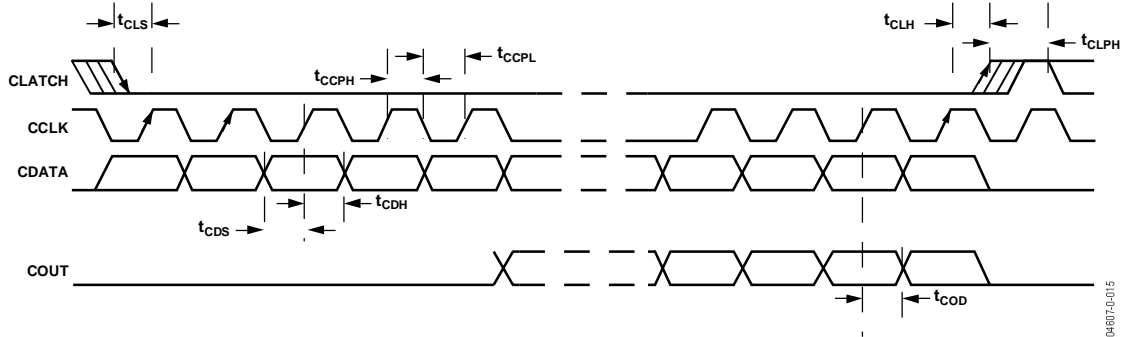 tCLS
tCLH
tCLPH
tCCPL
tCCPH
CLATCH
CCLK
CDATA
tCDH
tCDS
COUT
tCOD
04607-0-015